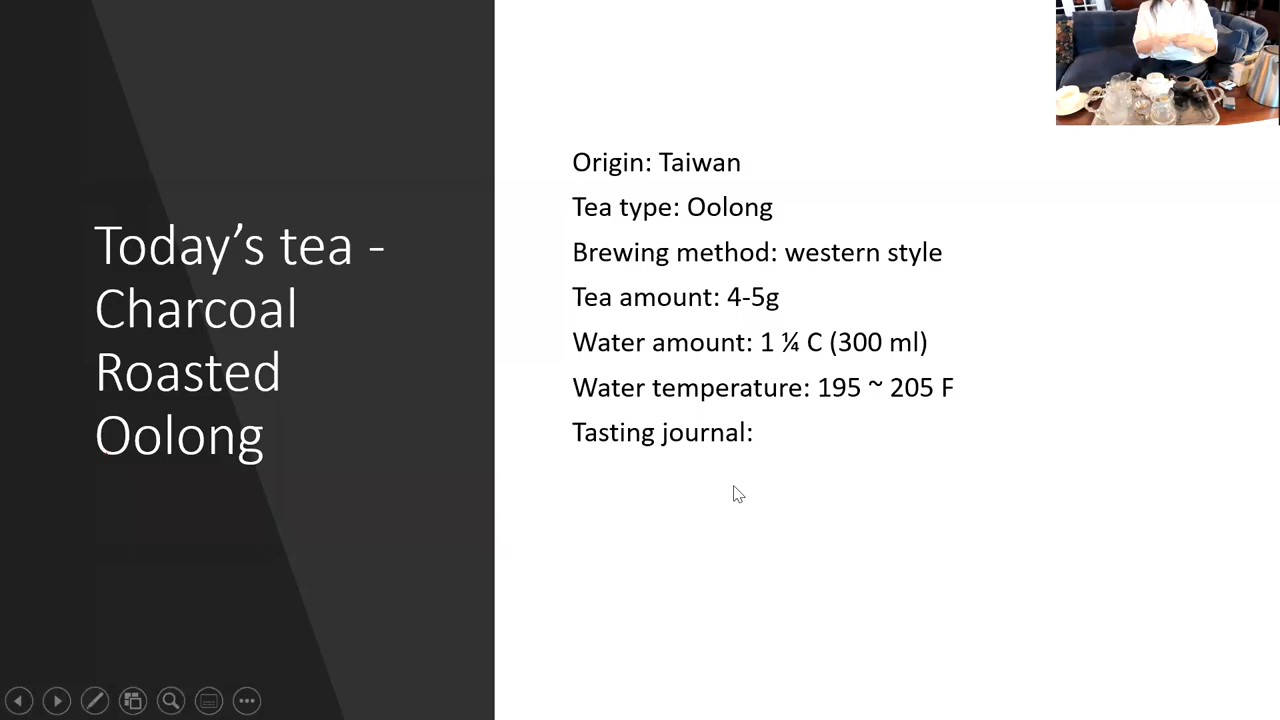 Today’s tea -
Charcoal
Roasted
Oolong
Origin: Taiwan
Tea type: Oolong
Brewing method: western style
Tea amount: 4-5g
Water amount: 1 ¼ C (300 ml)
Water temperature: 195 ~ 205 F
Tasting journal: